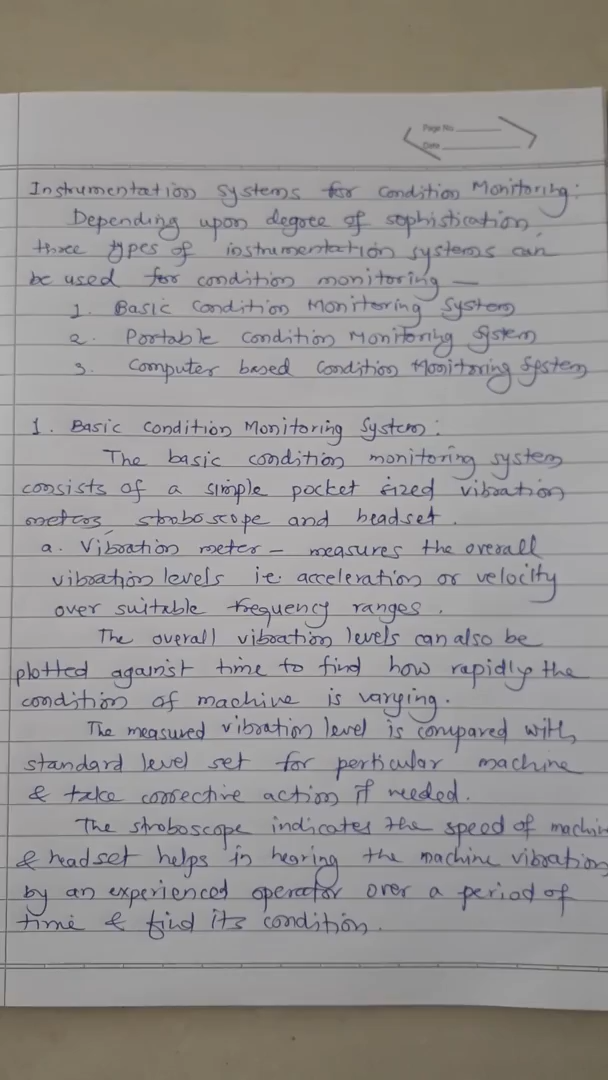 Page No.
Date
Instrumentation systems for condition Monitoring:
Depending upon degree of sophistication,
three types of instrumentation systems can
be used for condition monitoring —
1. Basic Condition Monitoring System
2. Portable Condition Monitoring System
3. Computer based Condition Monitoring System
1. Basic Condition Monitoring System:
The basic condition monitoring system
consists of a simple pocket sized vibration
meters, stroboscope and headset.
a. Vibration meter - measures the overall
vibration levels i.e. acceleration or velocity
over suitable frequency ranges.
The overall vibration levels can also be
plotted against time to find how rapidly the
condition of machine is varying.
The measured vibration level is compared with
standard level set for perticular machine
& take corrective action if needed.
The stroboscope indicates the speed of machine
& headset helps in hearing the machine vibration
by an experienced operator over a period of
time & find its condition.